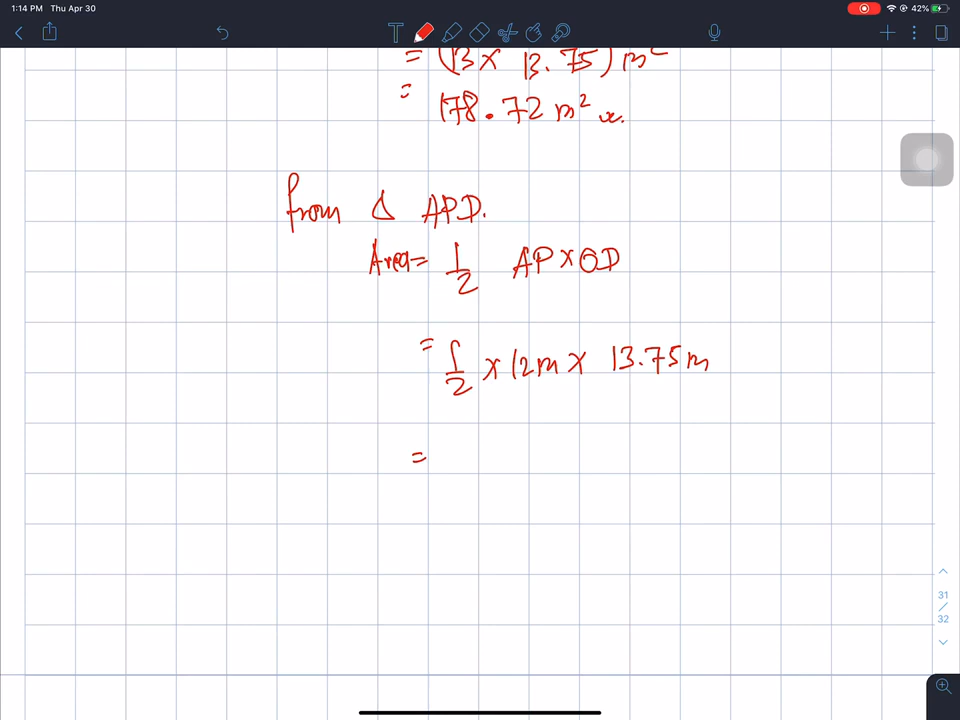 1:14 PM Thu Apr 30 42%
= (13 x 13.75) m²
= 178.72 m²
from △ APD.
Area = 1/2 AP x OD
= 1/2 x 12m x 13.75m
=
31
/
32